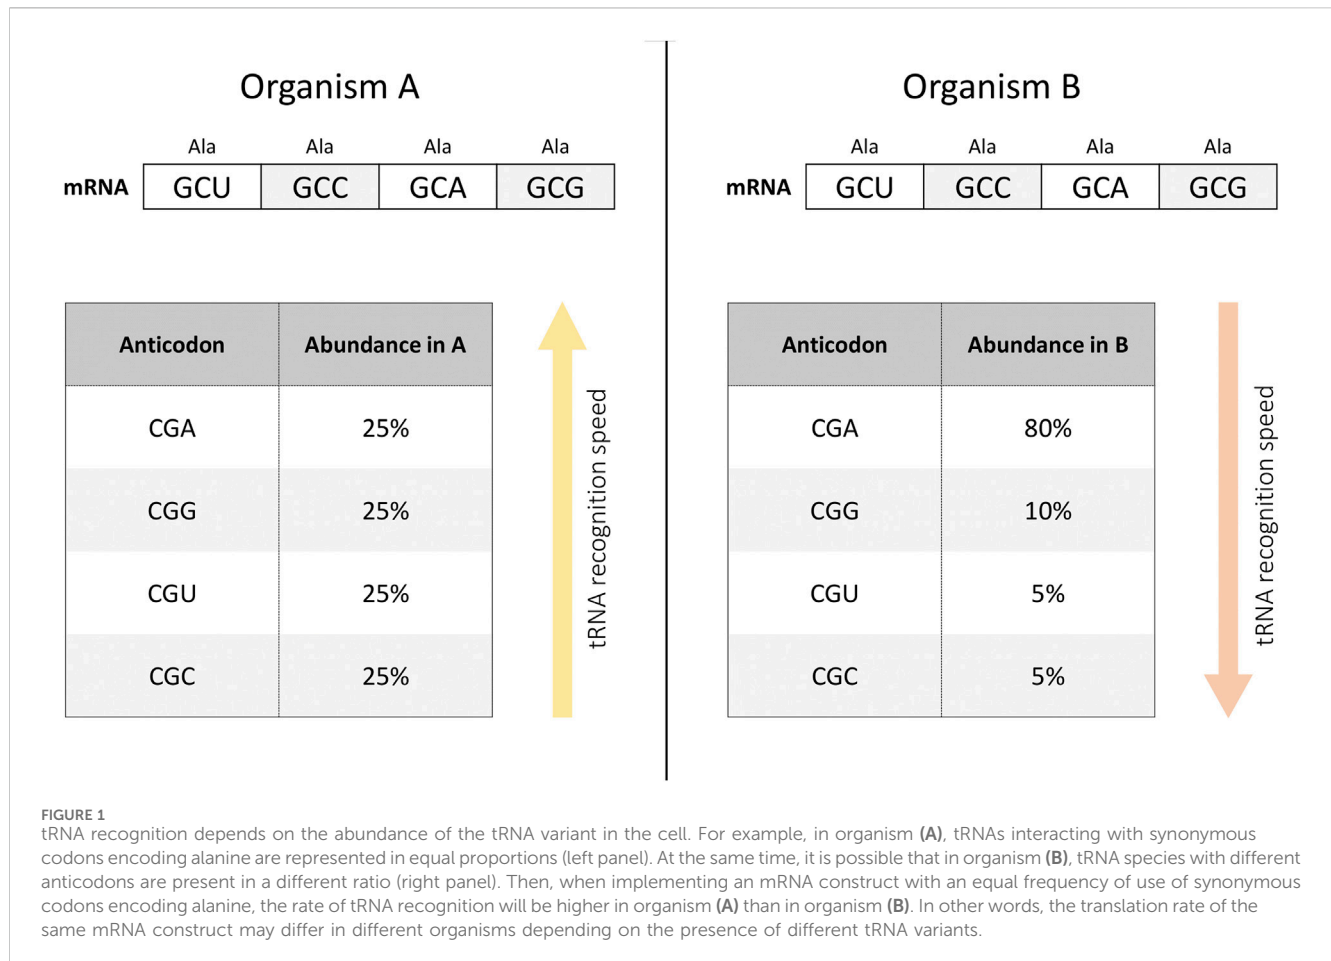 Organism A
Ala Ala Ala Ala
mRNA GCU GCC GCA GCG
Anticodon Abundance in A
CGA 25%
CGG 25%
CGU 25%
CGC 25%
tRNA recognition speed
Organism B
Ala Ala Ala Ala
mRNA GCU GCC GCA GCG
Anticodon Abundance in B
CGA 80%
CGG 10%
CGU 5%
CGC 5%
tRNA recognition speed
FIGURE 1
tRNA recognition depends on the abundance of the tRNA variant in the cell. For example, in organism (A), tRNAs interacting with synonymous
codons encoding alanine are represented in equal proportions (left panel). At the same time, it is possible that in organism (B), tRNA species with different
anticodons are present in a different ratio (right panel). Then, when implementing an mRNA construct with an equal frequency of use of synonymous
codons encoding alanine, the rate of tRNA recognition will be higher in organism (A) than in organism (B). In other words, the translation rate of the
same mRNA construct may differ in different organisms depending on the presence of different tRNA variants.